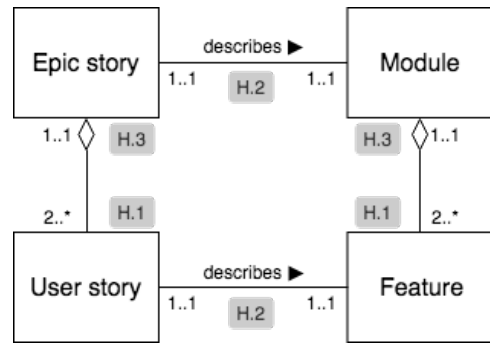 describes ▶
Epic story
Module
1..1
1..1
H.2
1..1
H.3
H.3
1..1
2..*
H.1
H.1
2..*
describes ▶
User story
Feature
1..1
1..1
H.2